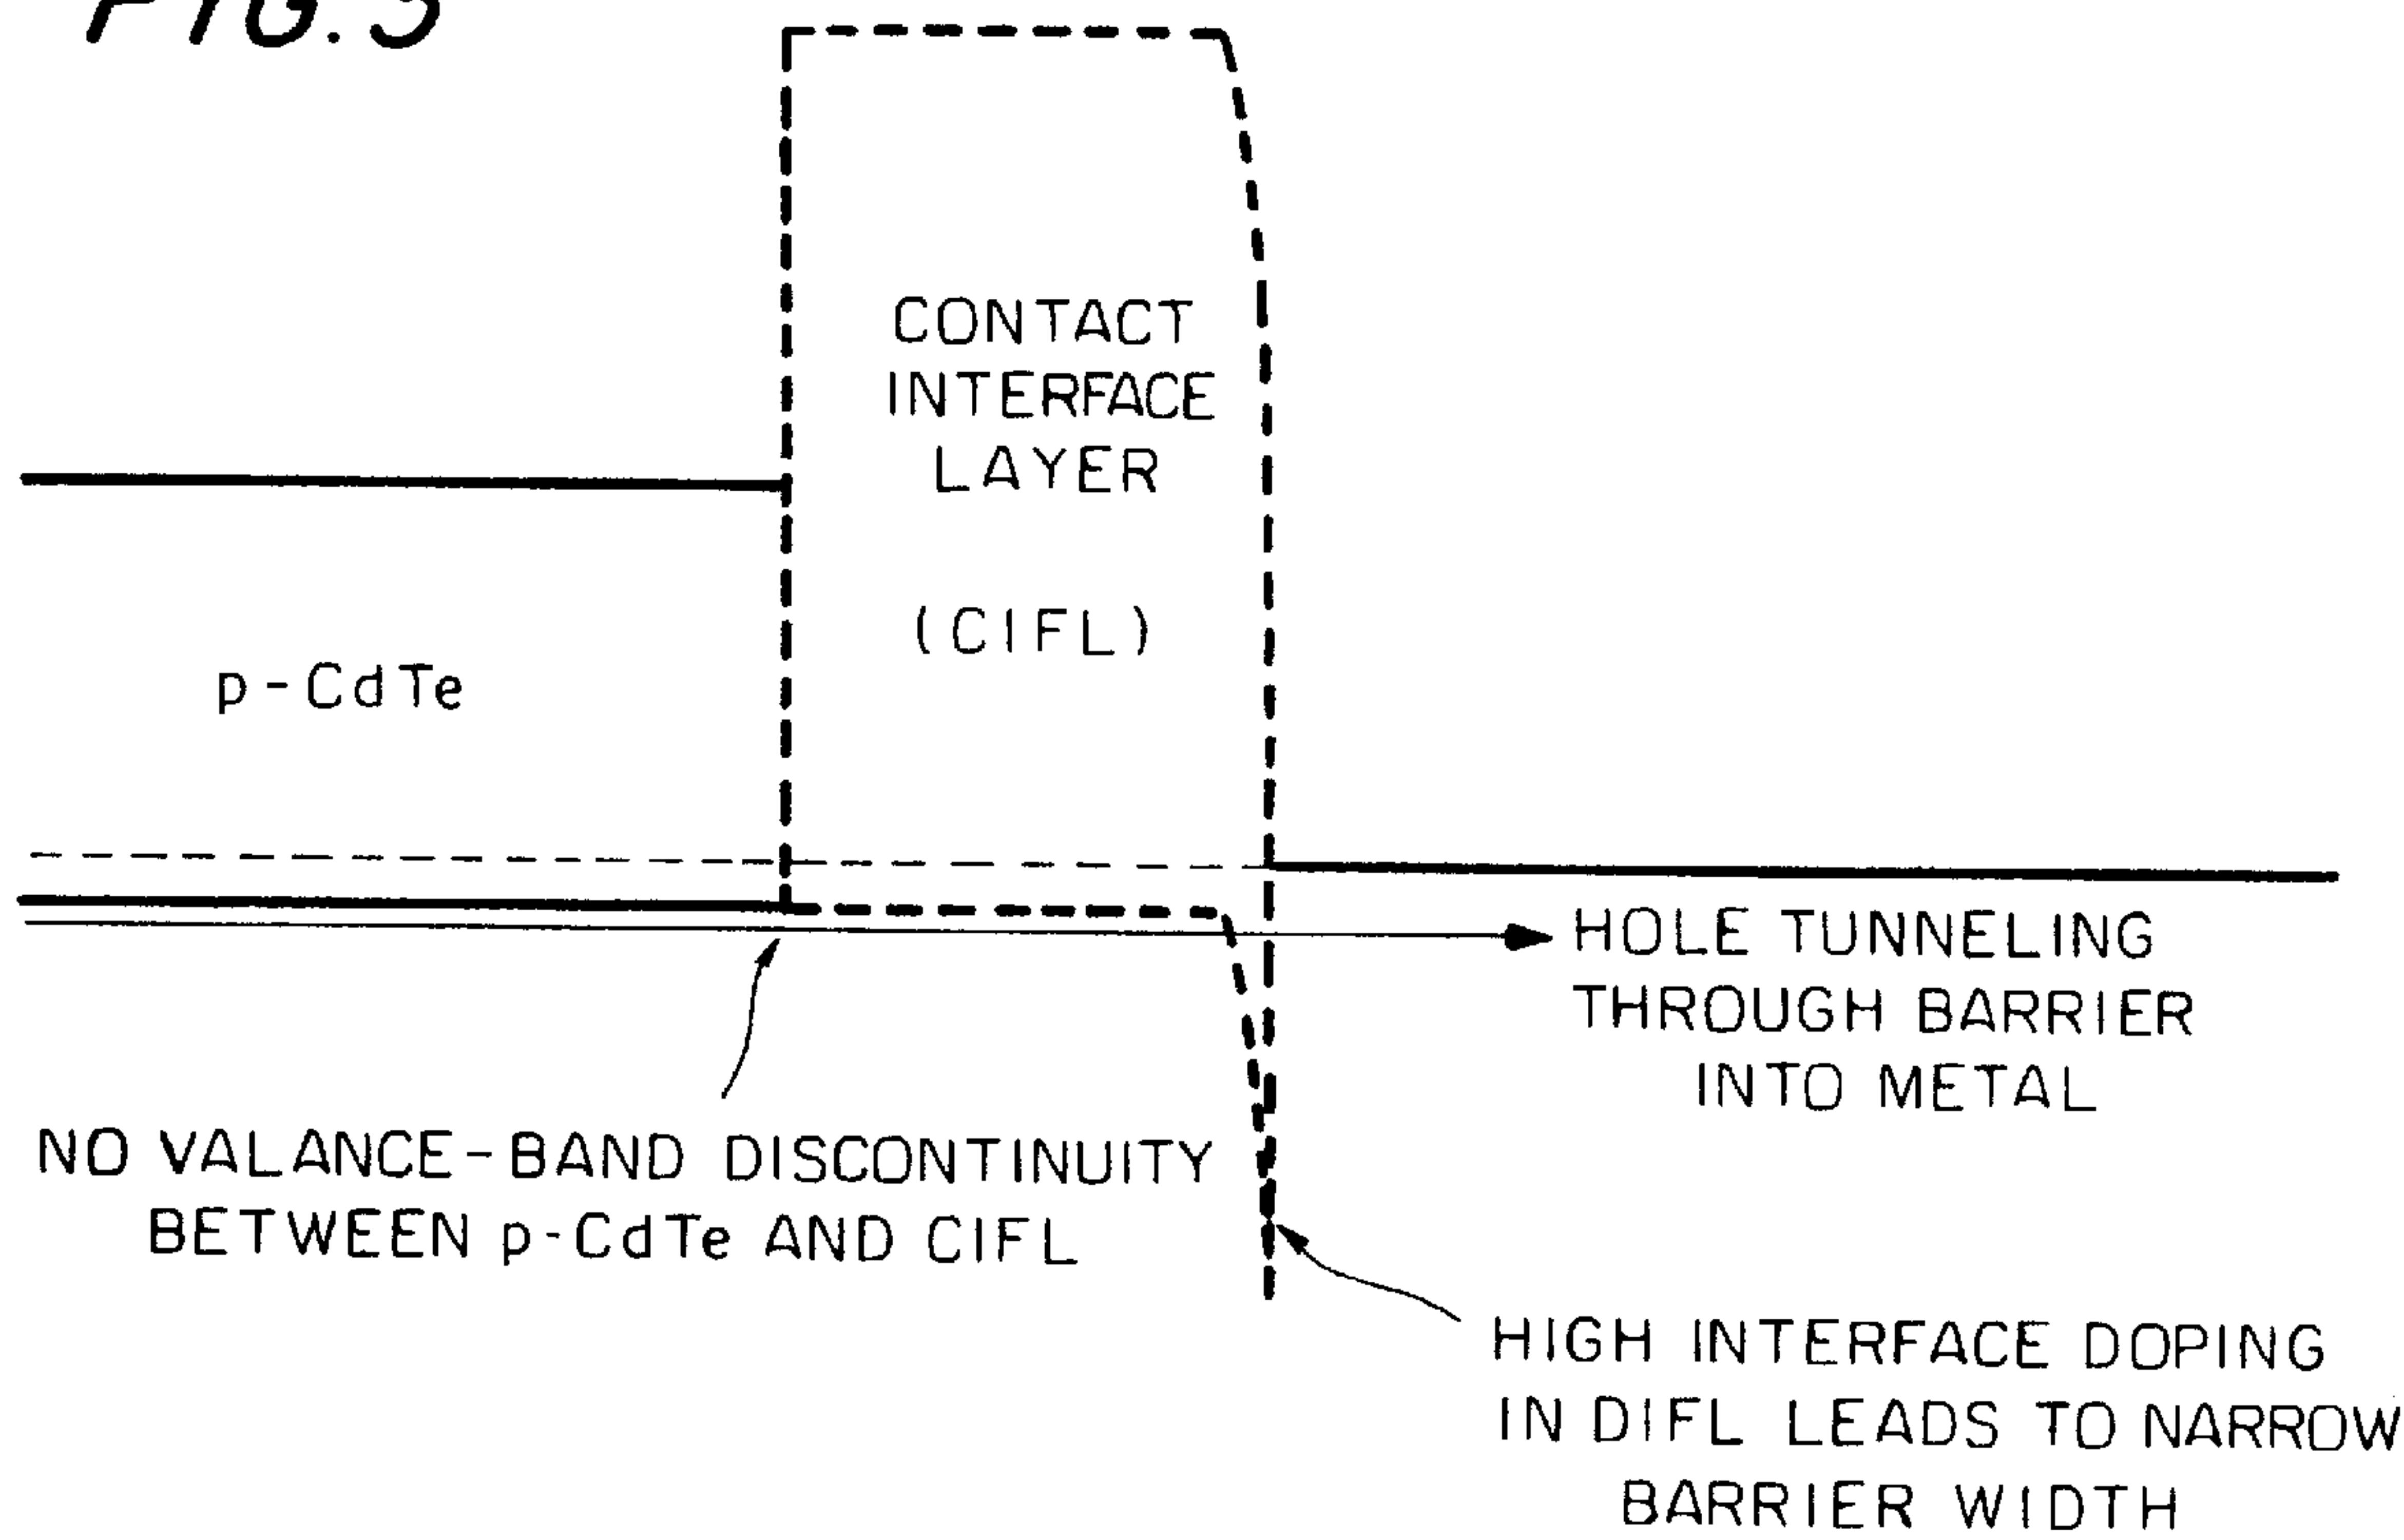 FIG. 3
CONTACT
INTERFACE
LAYER
(CIFL)
p-CdTe
HOLE TUNNELING
THROUGH BARRIER
INTO METAL
NO VALANCE-BAND DISCONTINUITY
BETWEEN p-CdTe AND CIFL
HIGH INTERFACE DOPING
IN DIFL LEADS TO NARROW
BARRIER WIDTH